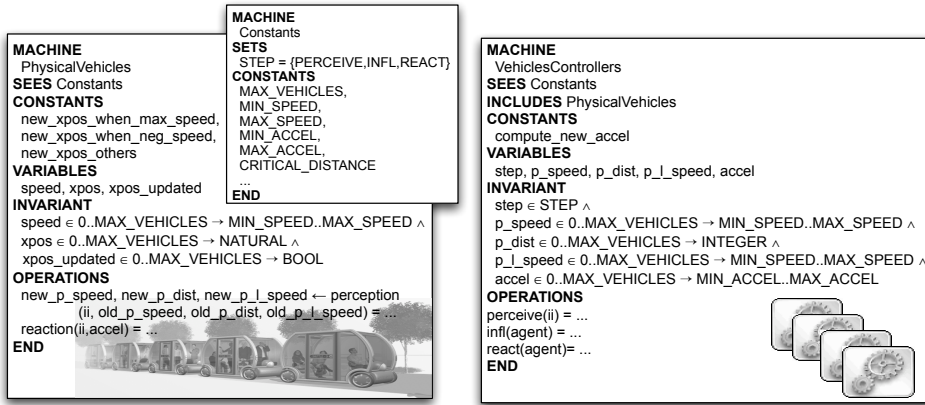 MACHINE
PhysicalVehicles
SEES Constants
CONSTANTS
new_xpos_when_max_speed,
new_xpos_when_neg_speed,
new_xpos_others
VARIABLES
speed, xpos, xpos_updated
INVARIANT
speed ∈ 0..MAX_VEHICLES → MIN_SPEED..MAX_SPEED ∧
xpos ∈ 0..MAX_VEHICLES → NATURAL ∧
xpos_updated ∈ 0..MAX_VEHICLES → BOOL
OPERATIONS
new_p_speed, new_p_dist, new_p_l_speed ← perception
(ii, old_p_speed, old_p_dist, old_p_l_speed) = ...
reaction(ii,accel) = ...
END
MACHINE
Constants
SETS
STEP = {PERCEIVE,INFL,REACT}
CONSTANTS
MAX_VEHICLES,
MIN_SPEED,
MAX_SPEED,
MIN_ACCEL,
MAX_ACCEL,
CRITICAL_DISTANCE
...
END
MACHINE
VehiclesControllers
SEES Constants
INCLUDES PhysicalVehicles
CONSTANTS
compute_new_accel
VARIABLES
step, p_speed, p_dist, p_l_speed, accel
INVARIANT
step ∈ STEP ∧
p_speed ∈ 0..MAX_VEHICLES → MIN_SPEED..MAX_SPEED ∧
p_dist ∈ 0..MAX_VEHICLES → INTEGER ∧
p_l_speed ∈ 0..MAX_VEHICLES → MIN_SPEED..MAX_SPEED ∧
accel ∈ 0..MAX_VEHICLES → MIN_ACCEL..MAX_ACCEL
OPERATIONS
perceive(ii) = ...
infl(agent) = ...
react(agent)= ...
END